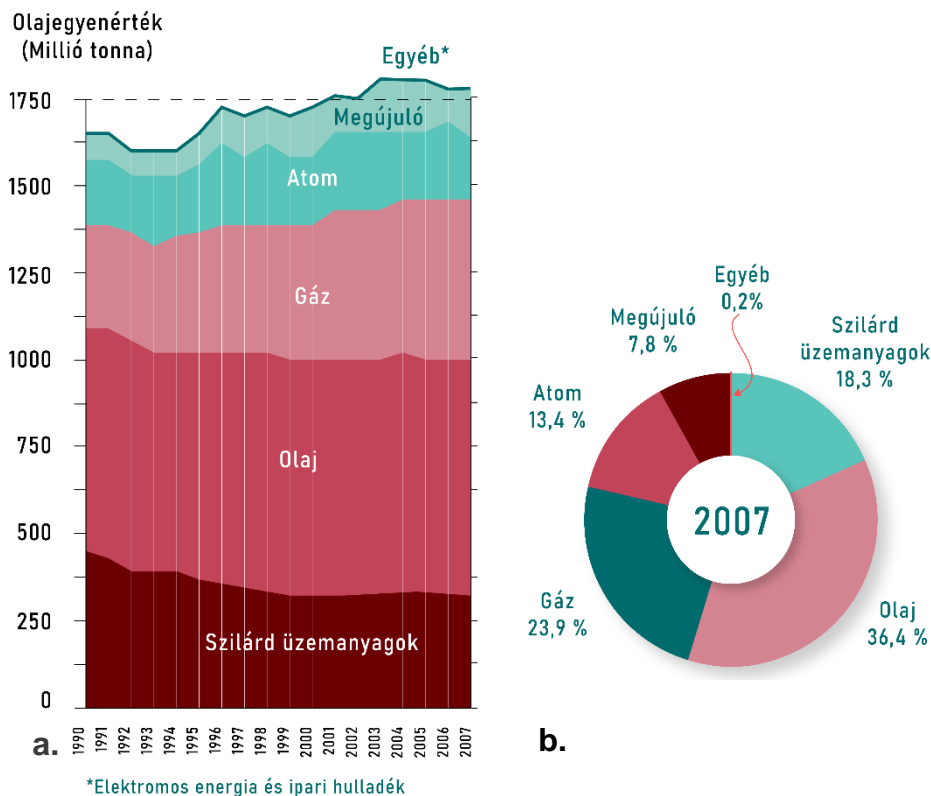 Olajegyenérték
(Millió tonna)
Egyéb*
1750
Megújuló
Atom
1500
1250
Gáz
1000
750
Olaj
500
250
Szilárd üzemanyagok
0
1990
1991
1992
1993
1994
1995
1996
1997
1998
1999
2000
2001
2002
2003
2004
2005
2006
2007
a.
*Elektromos energia és ipari hulladék
Egyéb
0,2%
Megújuló
7,8 %
Szilárd
üzemanyagok
18,3 %
Atom
13,4 %
2007
Gáz
23,9 %
Olaj
36,4 %
b.